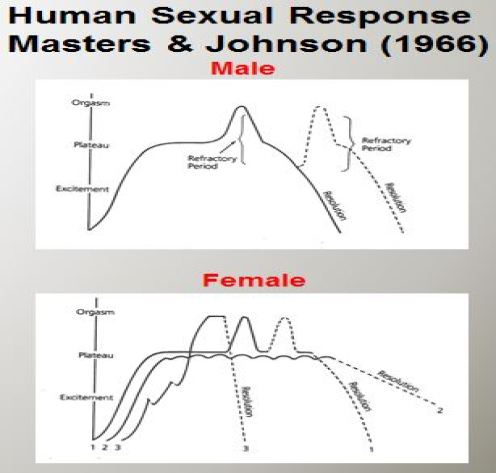 Human Sexual Response
Masters & Johnson (1966)
Male
Orgasm
Plateau
Refractory
Period
Refractory
Period
Excitement
Resolution
Resolution
Female
Orgasm
Plateau
Excitement
Resolution
Resolution
2
1 2 3
3
1